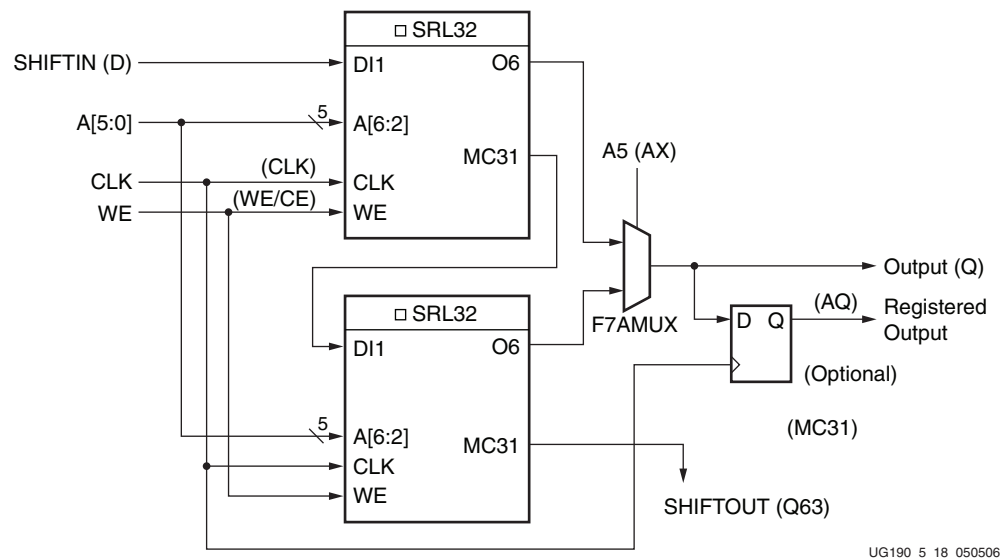 □ SRL32
SHIFTIN (D)
DI1
O6
A[5:0]
5
A[6:2]
MC31
A5 (AX)
(CLK)
CLK
CLK
(WE/CE)
WE
WE
Output (Q)
F7AMUX
(AQ)
Registered
Output
D Q
(Optional)
□ SRL32
DI1
O6
(MC31)
5
A[6:2]
MC31
CLK
WE
SHIFTOUT (Q63)
UG190_5_18_050506